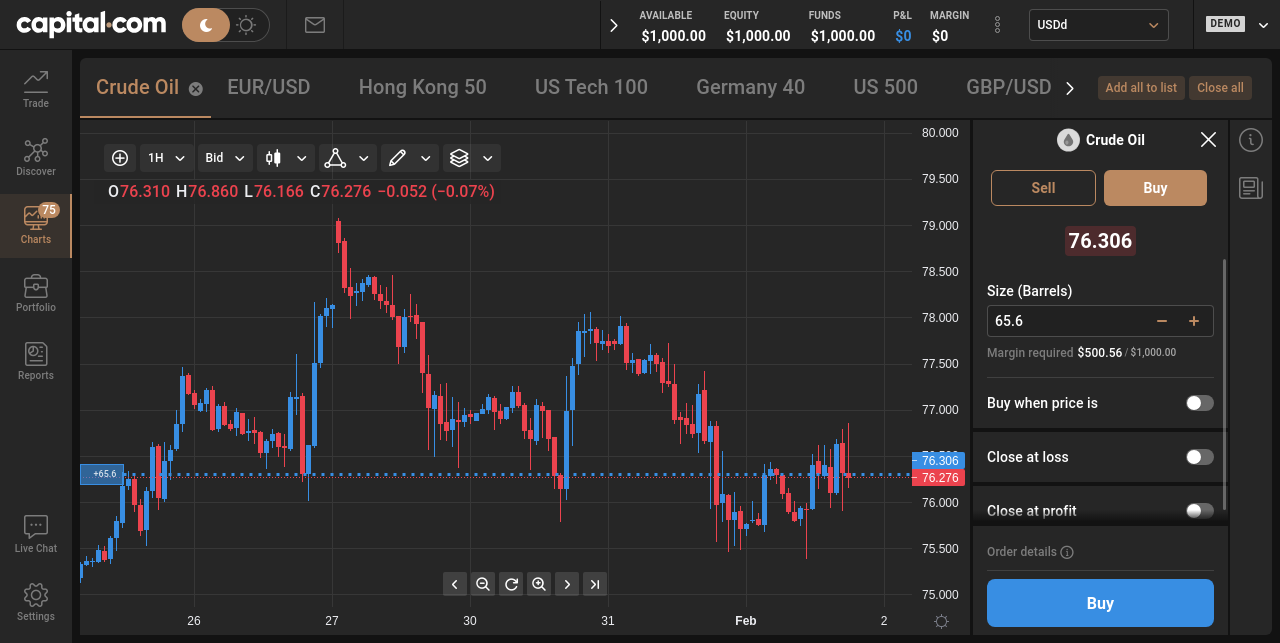 capital.com
AVAILABLE EQUITY FUNDS P&L MARGIN
$1,000.00 $1,000.00 $1,000.00 $0 $0
USDd
DEMO
Trade
Discover
75
Charts
Portfolio
Reports
Live Chat
Settings
Crude Oil EUR/USD Hong Kong 50 US Tech 100 Germany 40 US 500 GBP/USD
Add all to list Close all
1H Bid
O76.310 H76.860 L76.166 C76.276 −0.052 (−0.07%)
80.000
79.500
79.000
78.500
78.000
77.500
77.000
76.306
76.276
76.000
75.500
75.000
+65.6
26 27 30 31 Feb 2
Crude Oil
Sell Buy
76.306
Size (Barrels)
65.6
Margin required $500.56 / $1,000.00
Buy when price is
Close at loss
Close at profit
Order details
Buy